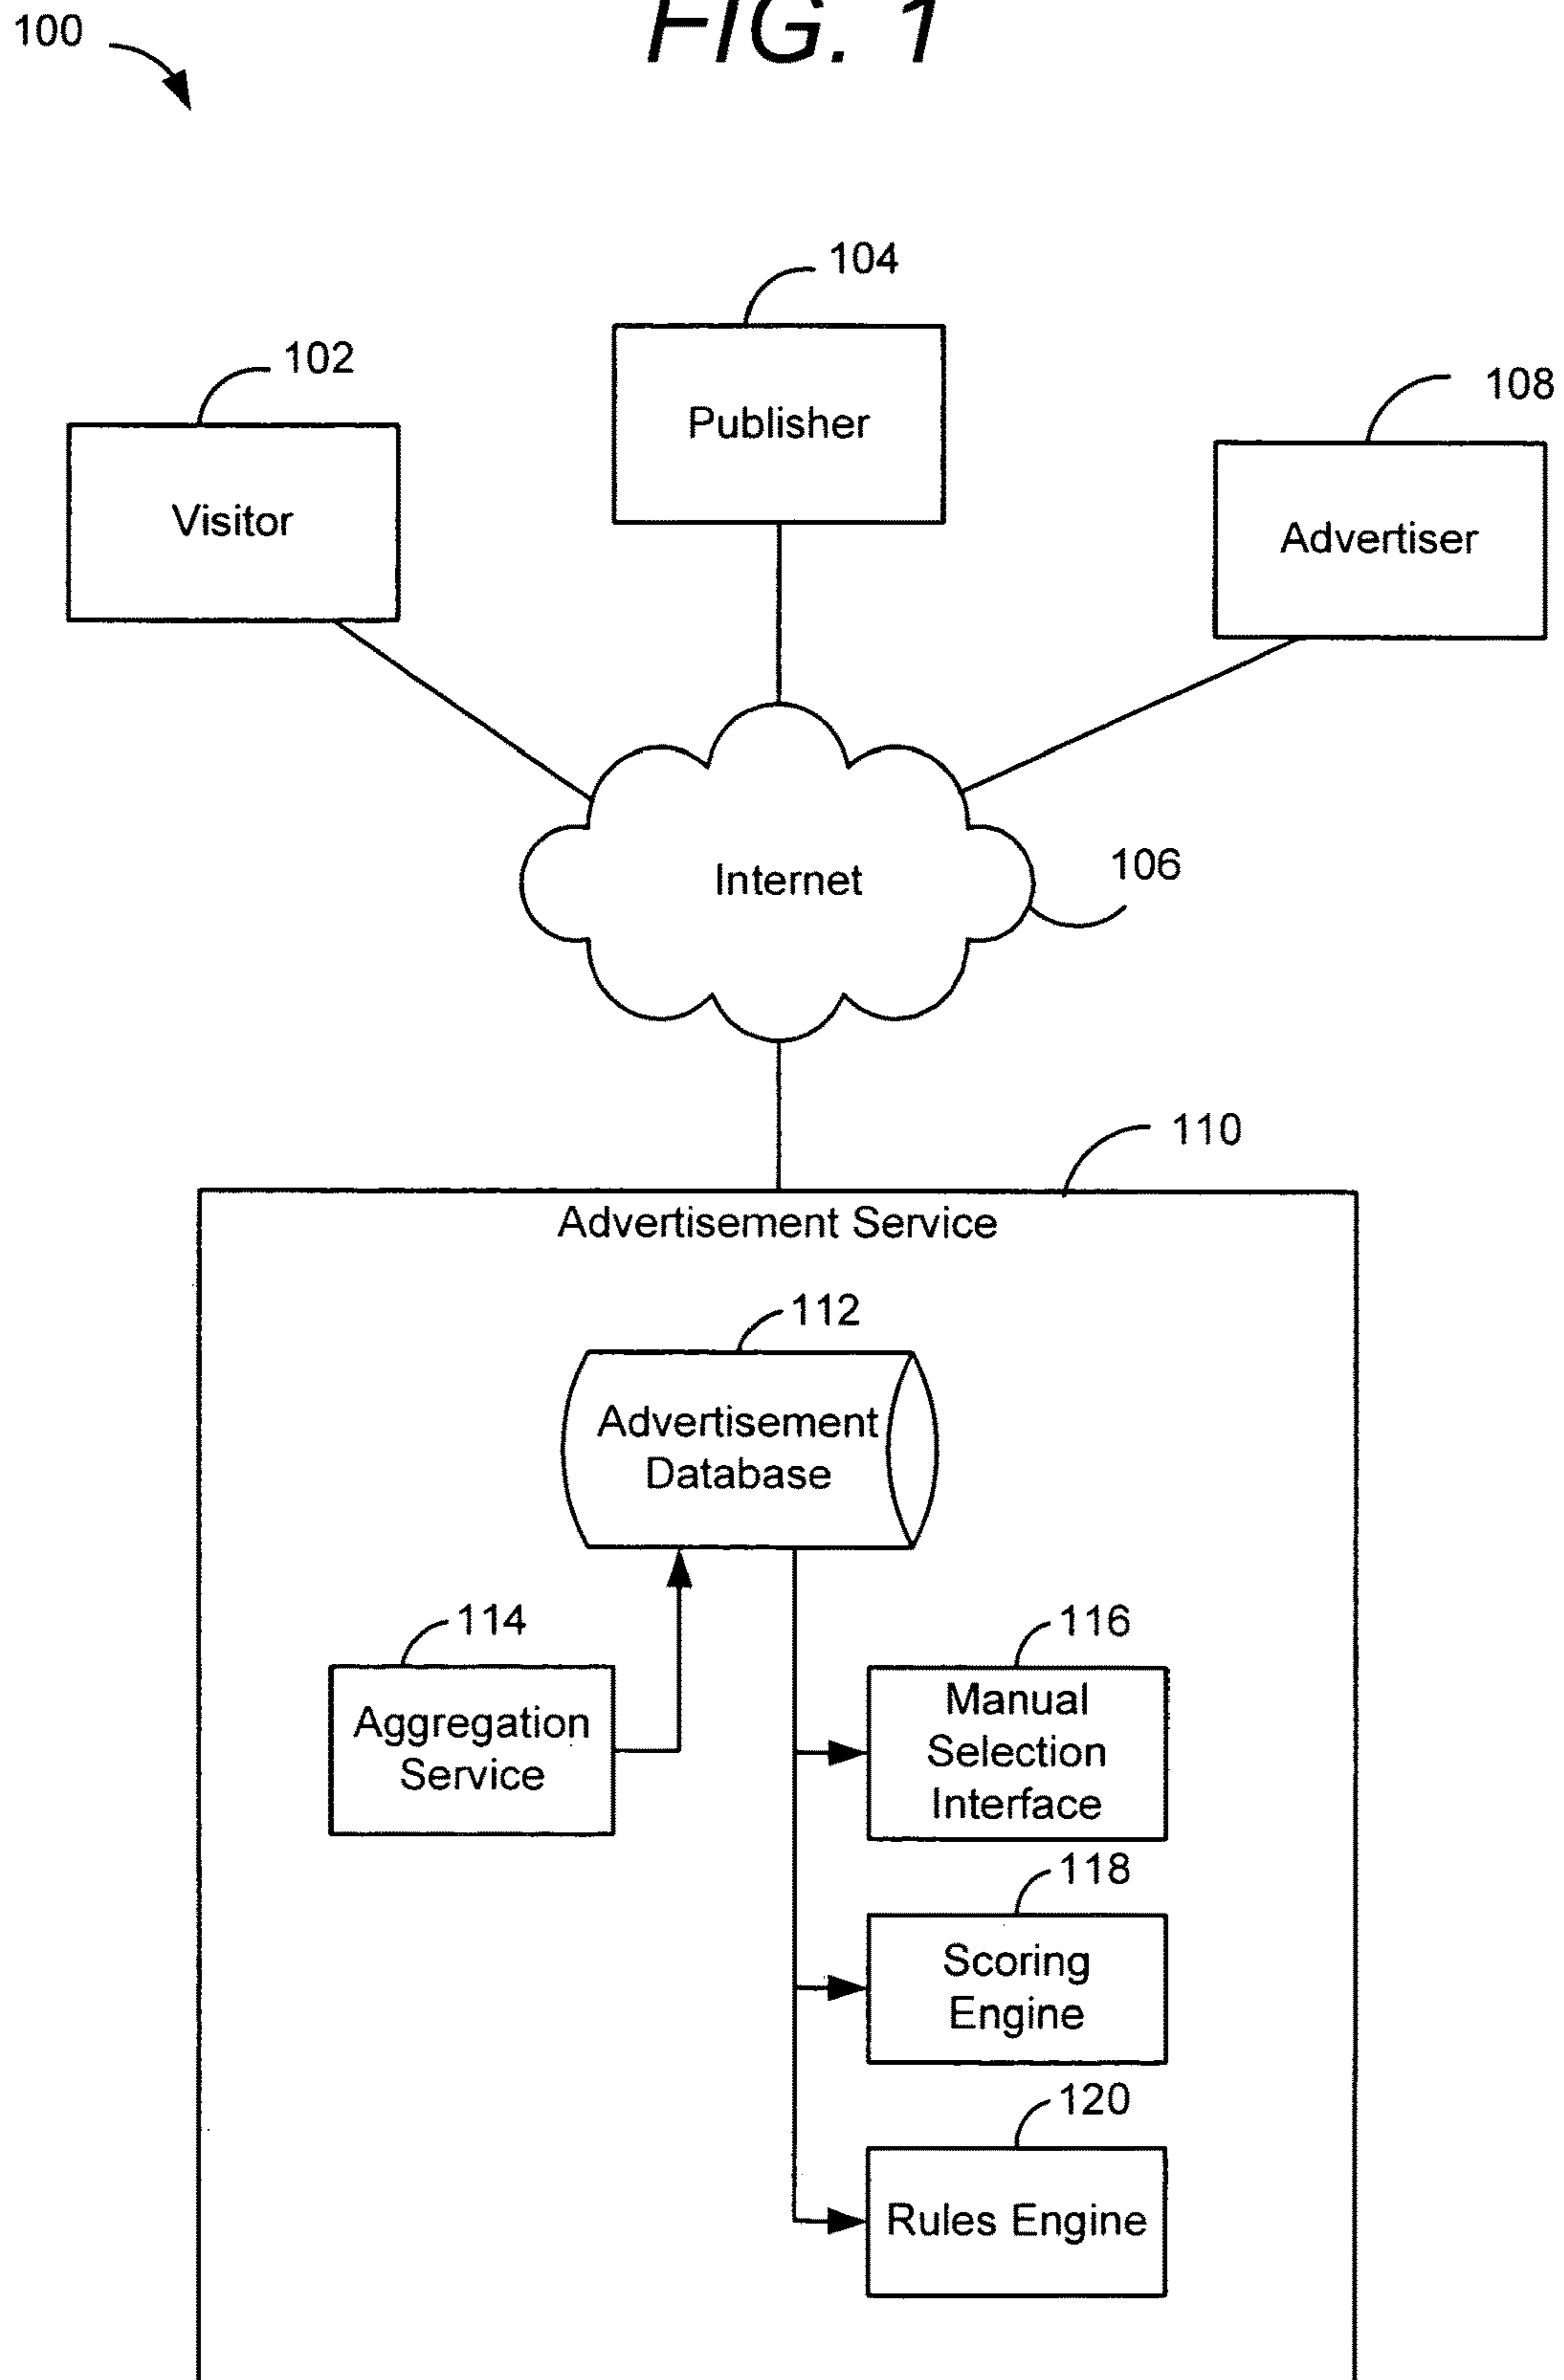 FIG. 1
100
104
102
108
Publisher
Visitor
Advertiser
Internet
106
110
Advertisement Service
112
Advertisement
Database
114
116
Aggregation
Service
Manual
Selection
Interface
118
Scoring
Engine
120
Rules Engine